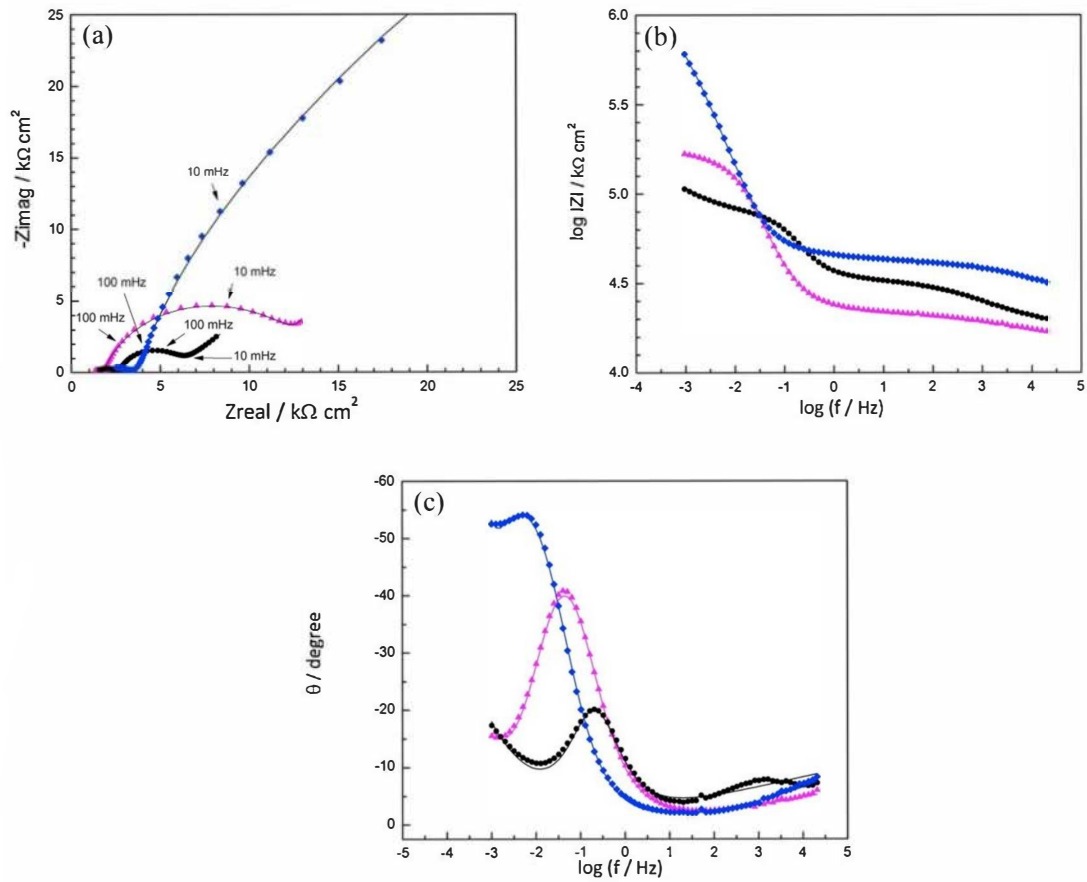 (a)
25
20
15
10
5
0
-Zimag / kΩ cm²
10 mHz
100 mHz
10 mHz
100 mHz
100 mHz
10 mHz
0 5 10 15 20 25
Zreal / kΩ cm²
(b)
6.0
5.5
5.0
4.5
4.0
log |Z| / kΩ cm²
-4 -3 -2 -1 0 1 2 3 4 5
log (f / Hz)
(c)
-60
-50
-40
-30
-20
-10
0
θ / degree
-5 -4 -3 -2 -1 0 1 2 3 4 5
log (f / Hz)